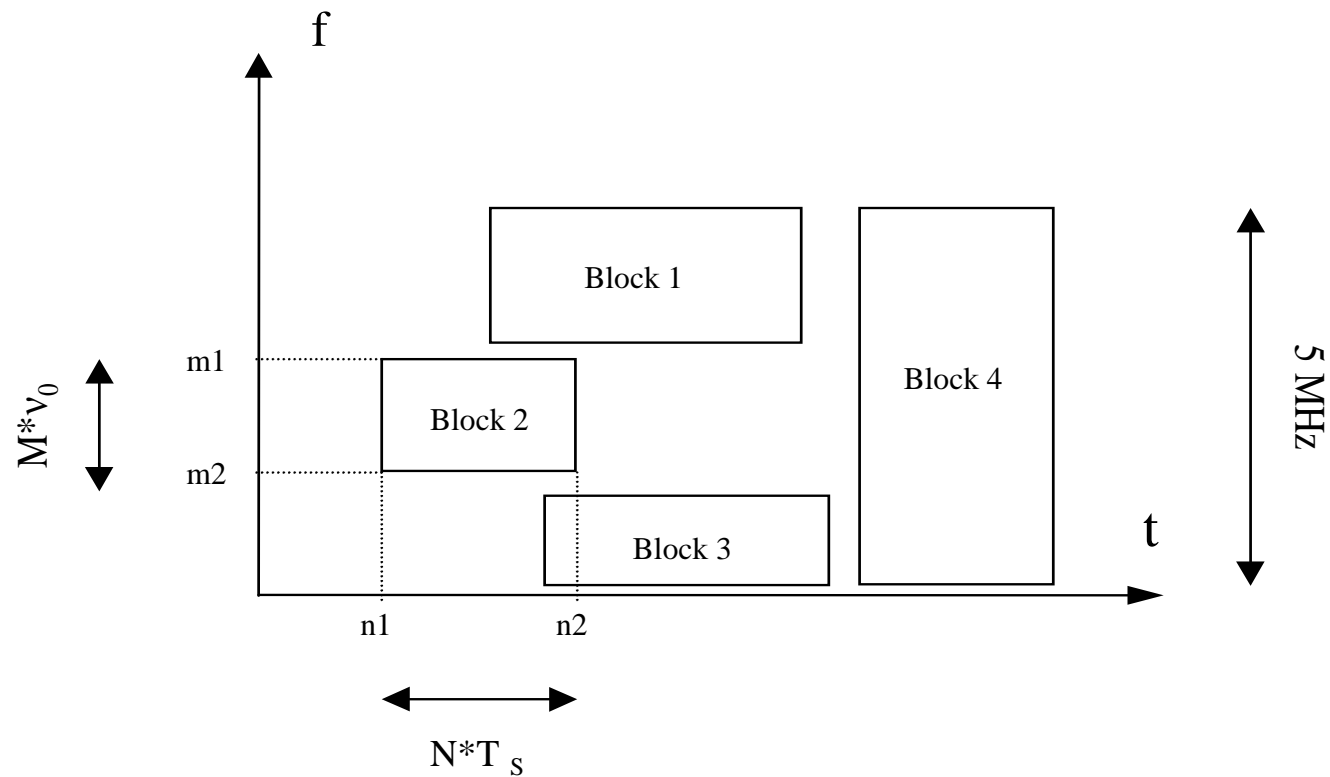 f
Block 1
m1
Block 4
5 MHz
M*ν₀
Block 2
m2
t
Block 3
n1
n2
N*T S